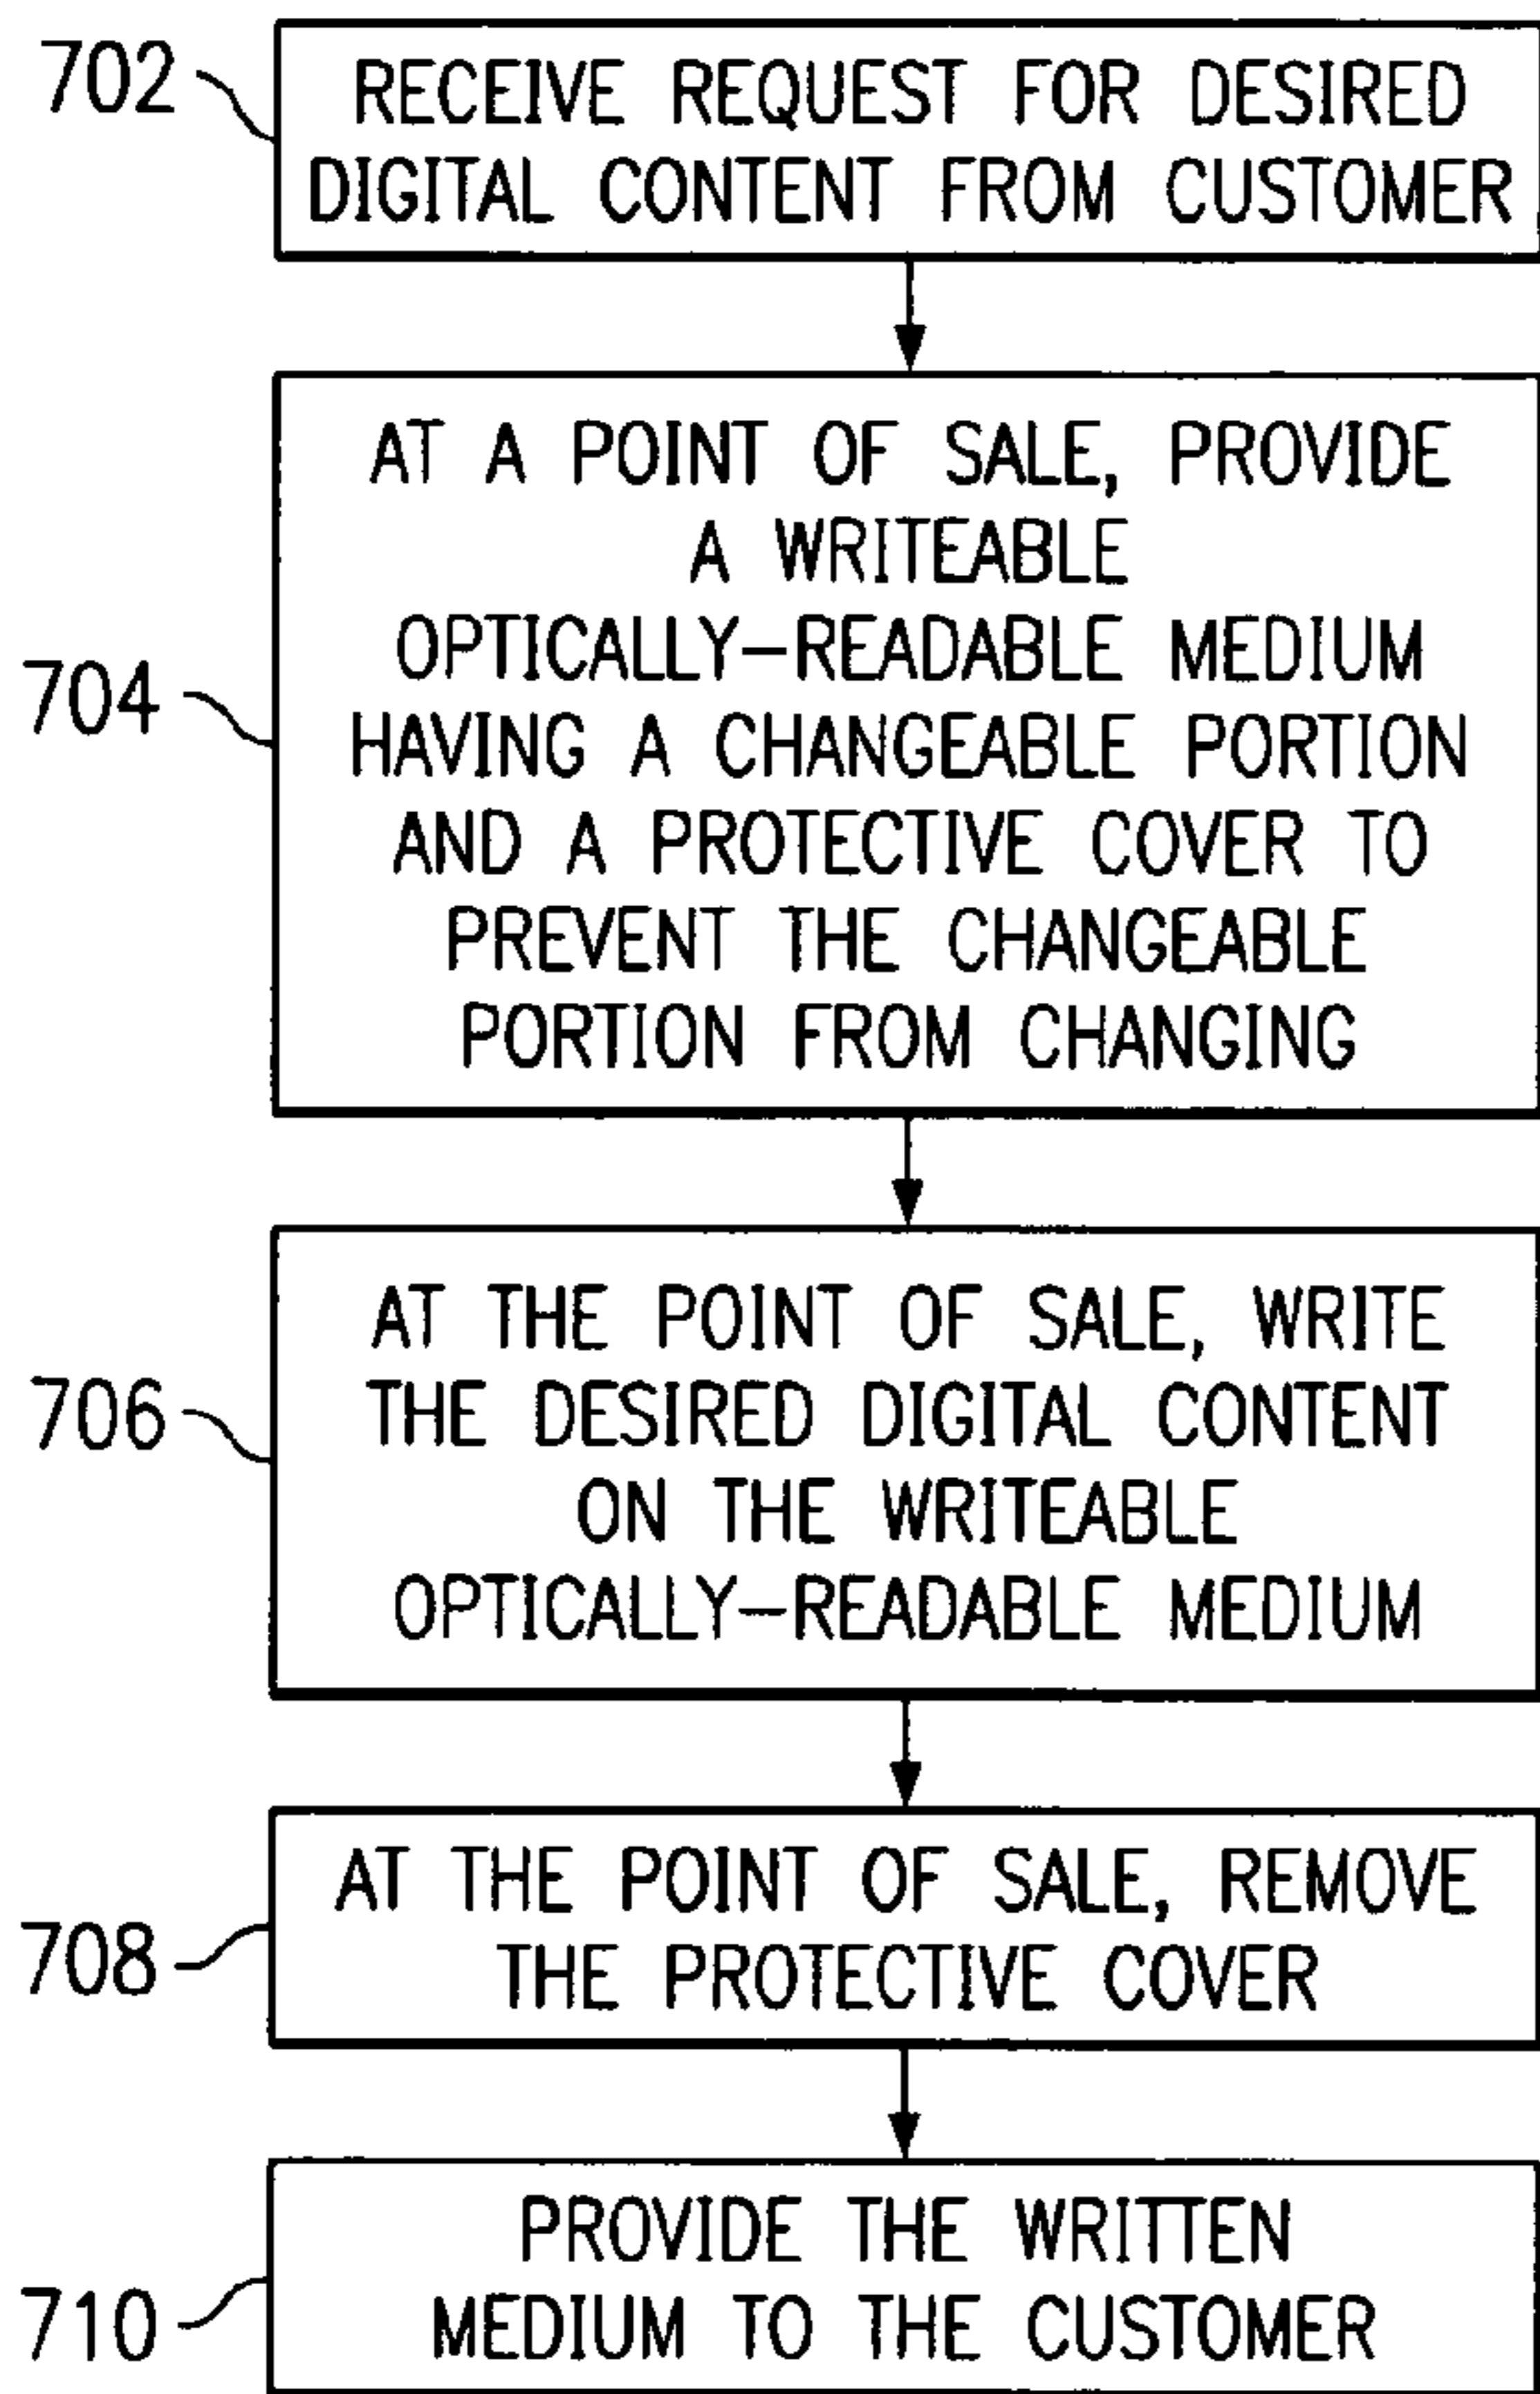 702
RECEIVE REQUEST FOR DESIRED
DIGITAL CONTENT FROM CUSTOMER
704
AT A POINT OF SALE, PROVIDE
A WRITEABLE
OPTICALLY-READABLE MEDIUM
HAVING A CHANGEABLE PORTION
AND A PROTECTIVE COVER TO
PREVENT THE CHANGEABLE
PORTION FROM CHANGING
706
AT THE POINT OF SALE, WRITE
THE DESIRED DIGITAL CONTENT
ON THE WRITEABLE
OPTICALLY-READABLE MEDIUM
708
AT THE POINT OF SALE, REMOVE
THE PROTECTIVE COVER
710
PROVIDE THE WRITTEN
MEDIUM TO THE CUSTOMER